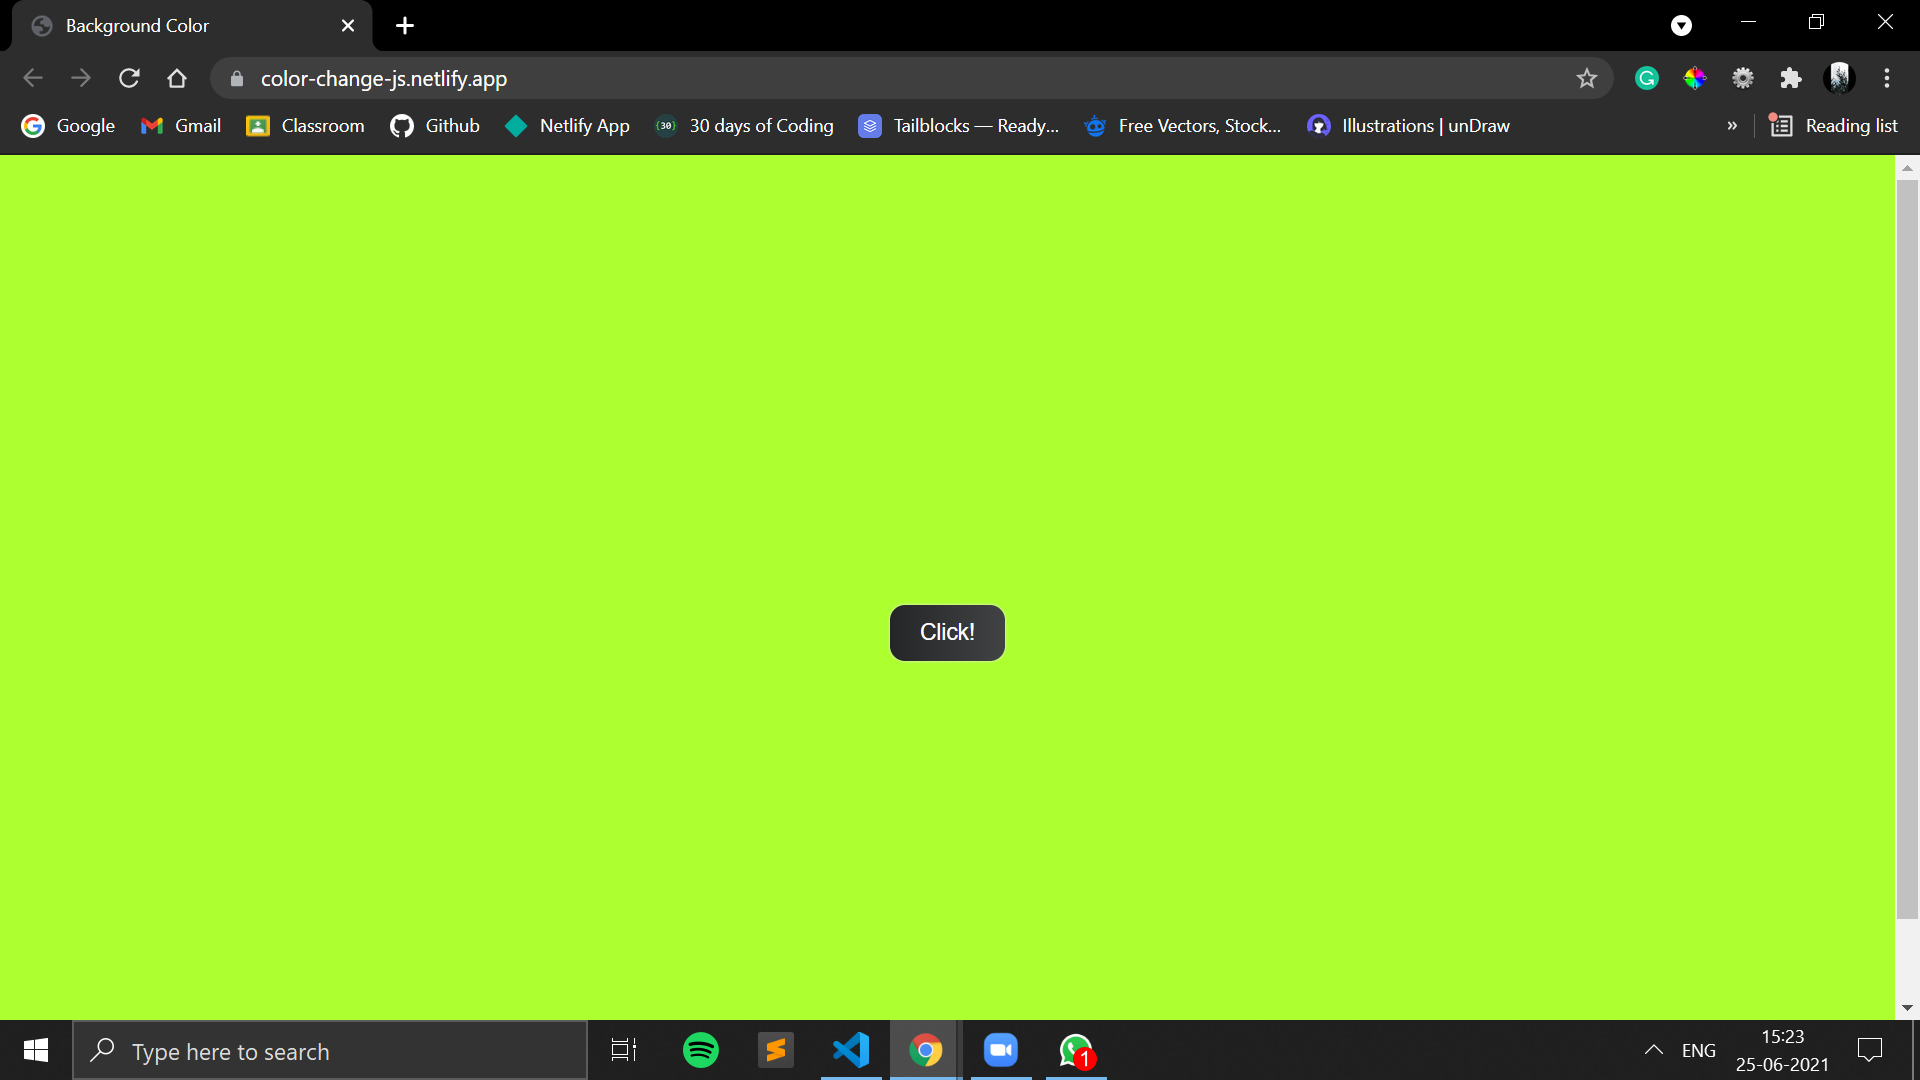 Background Color
color-change-js.netlify.app
Google Gmail Classroom Github Netlify App {30} 30 days of Coding Tailblocks — Ready... Free Vectors, Stock... Illustrations | unDraw » Reading list
Click!
Type here to search
1
ENG
15:23
25-06-2021